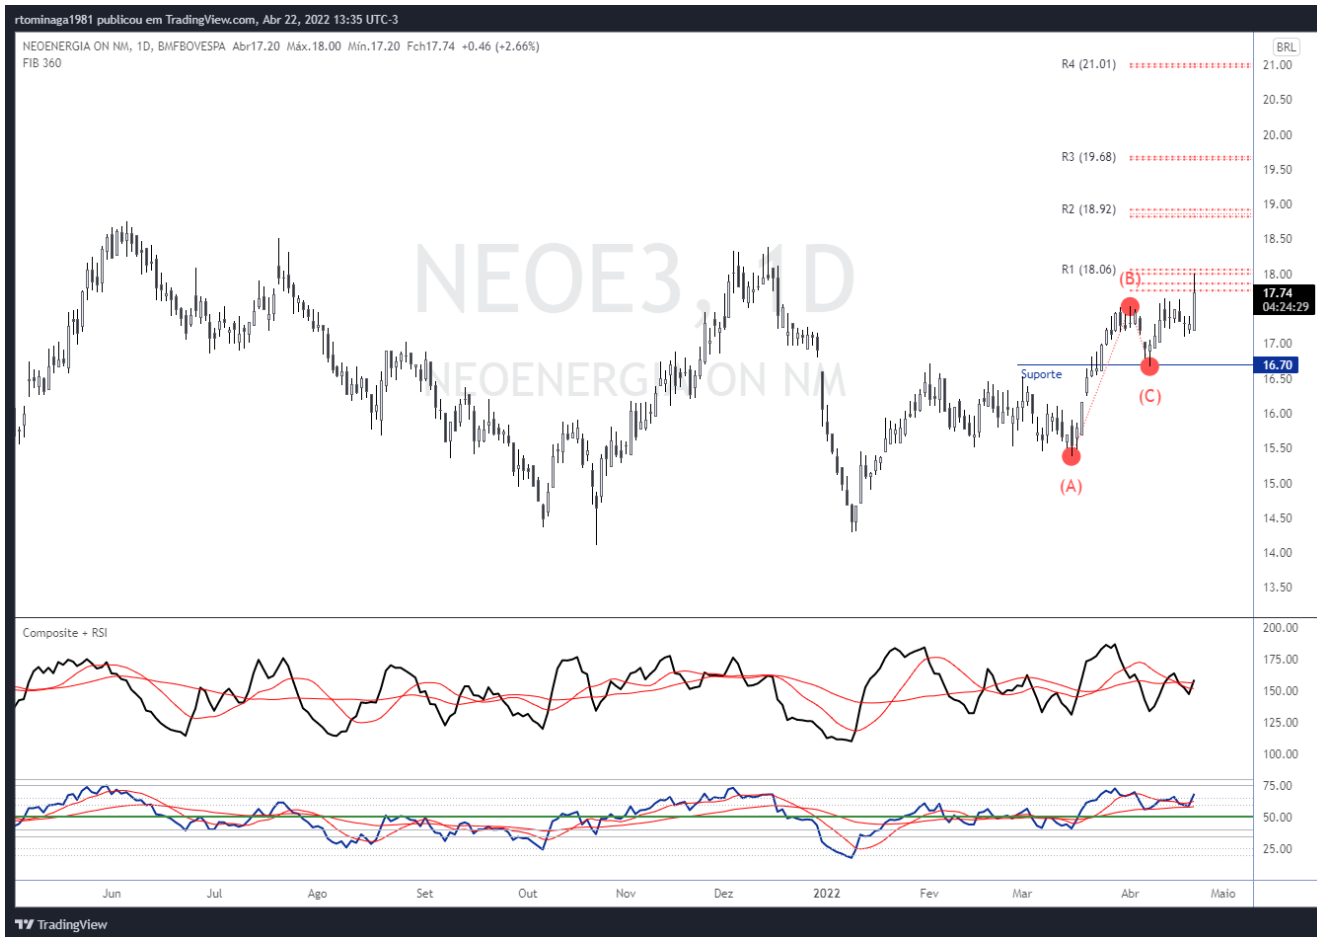 rtominaga1981 publicou em TradingView.com, Abr 22, 2022 13:35 UTC-3
NEOENERGIA ON NM, 1D, BMFBOVESPA Abr17.20 Máx.18.00 Mín.17.20 Fch17.74 +0.46 (+2.66%)
FIB 360
BRL
R4 (21.01)
21.00
20.50
20.00
R3 (19.68)
19.50
19.00
R2 (18.92)
18.50
NEOE3, 1D
R1 (18.06)
18.00
(B)
17.74
04:24:29
17.00
16.70
Suporte
NEOENERGIA ON NM
16.50
(C)
16.00
15.50
(A)
15.00
14.50
14.00
13.50
Composite + RSI
200.00
175.00
150.00
125.00
100.00
75.00
50.00
25.00
Jun Jul Ago Set Out Nov Dez 2022 Fev Mar Abr Maio
TradingView